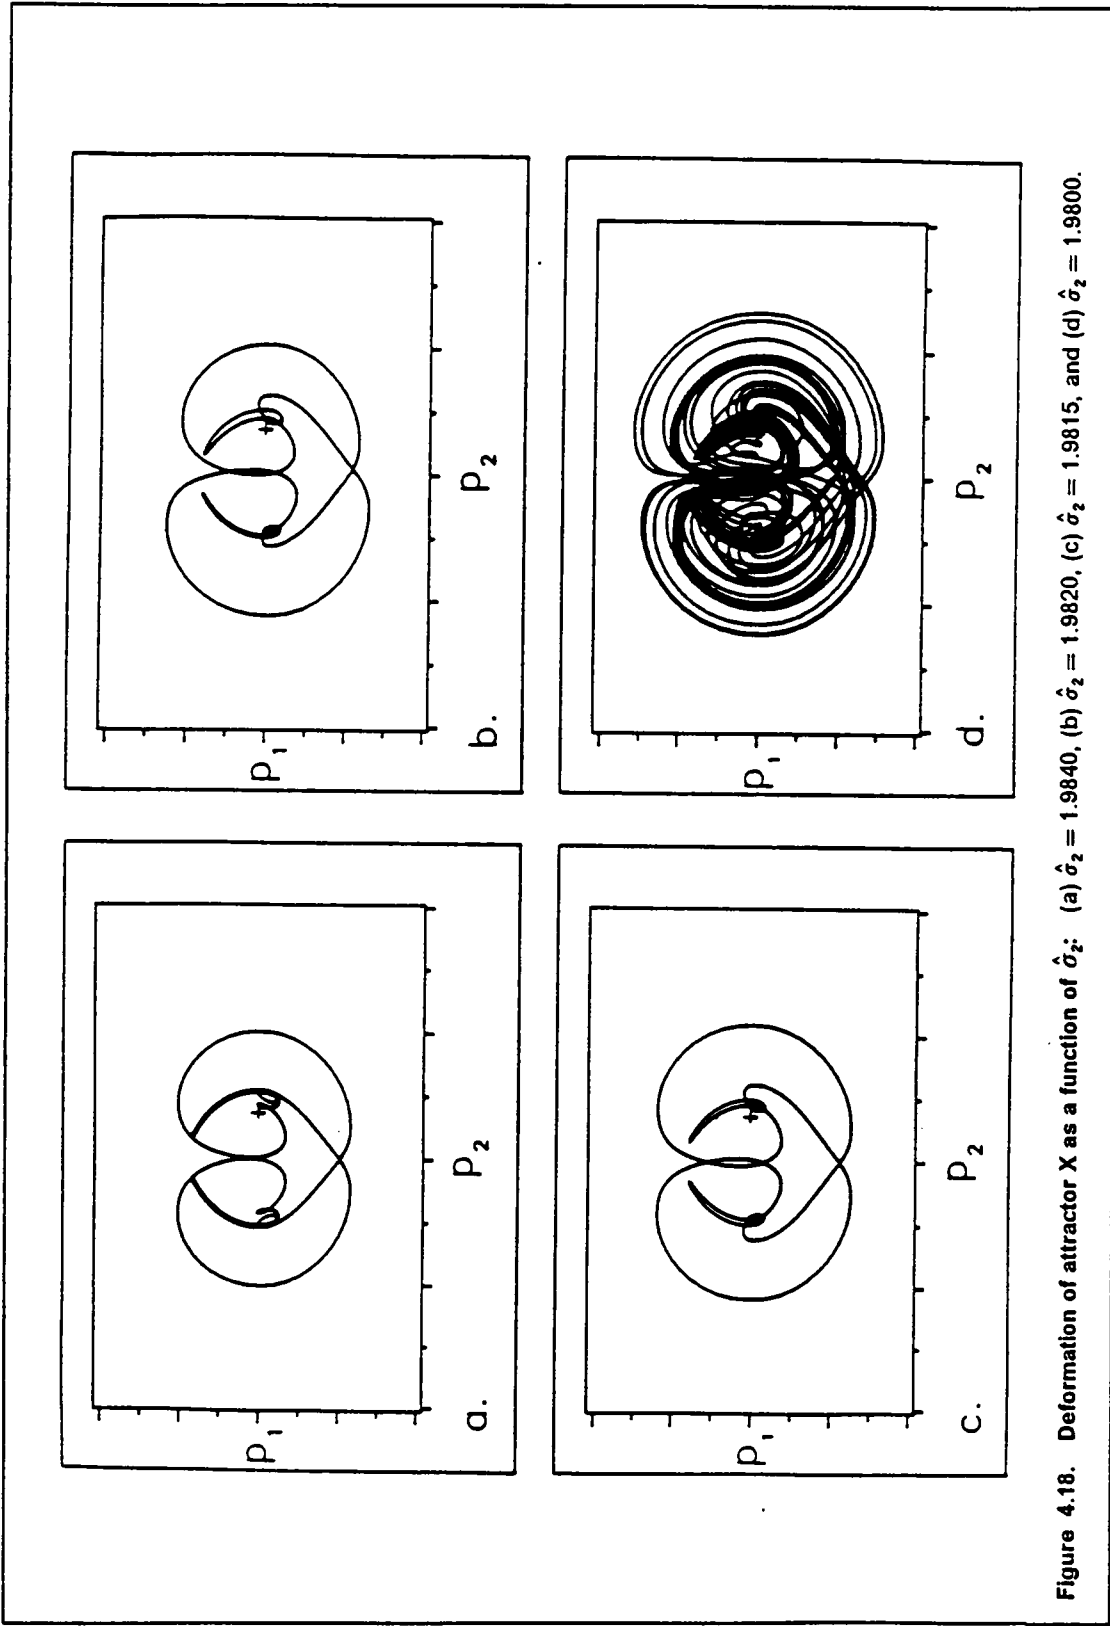 P1
a.
P2
P1
b.
P2
P1
c.
P2
P1
d.
P2
Figure 4.18. Deformation of attractor X as a function of σ̂₂: (a) σ̂₂ = 1.9840, (b) σ̂₂ = 1.9820, (c) σ̂₂ = 1.9815, and (d) σ̂₂ = 1.9800.